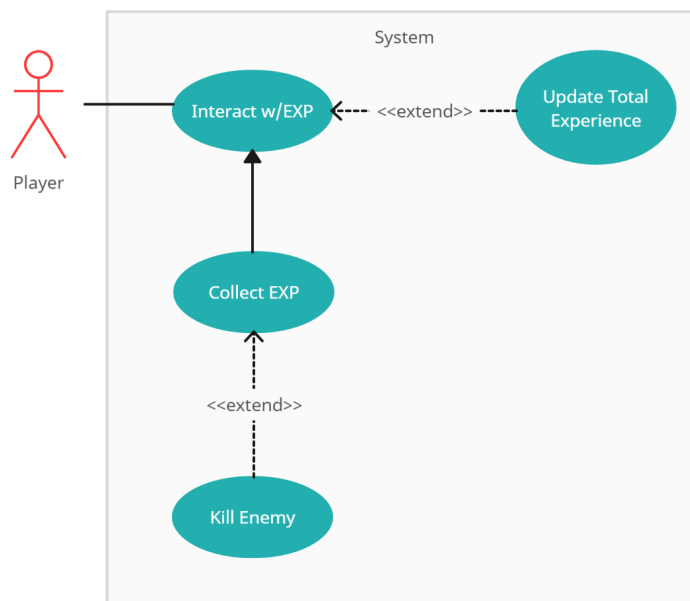 System
Player
Interact w/EXP
<<extend>>
Update Total
Experience
Collect EXP
<<extend>>
Kill Enemy